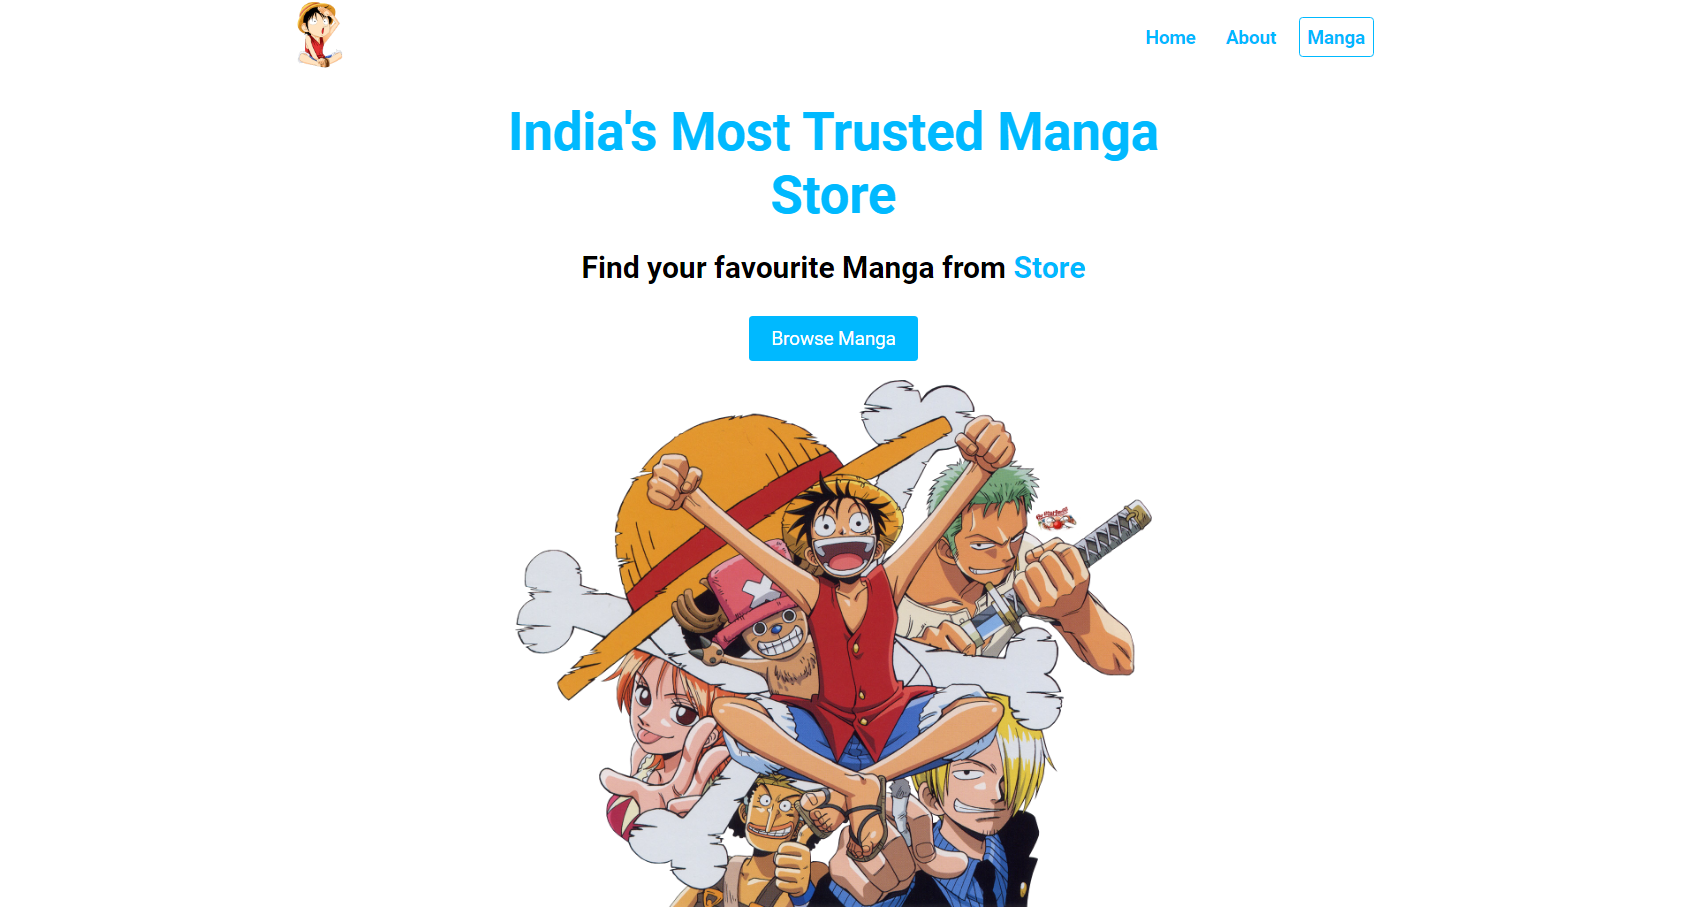 Home About Manga
India's Most Trusted Manga
Store
Find your favourite Manga from Store
Browse Manga